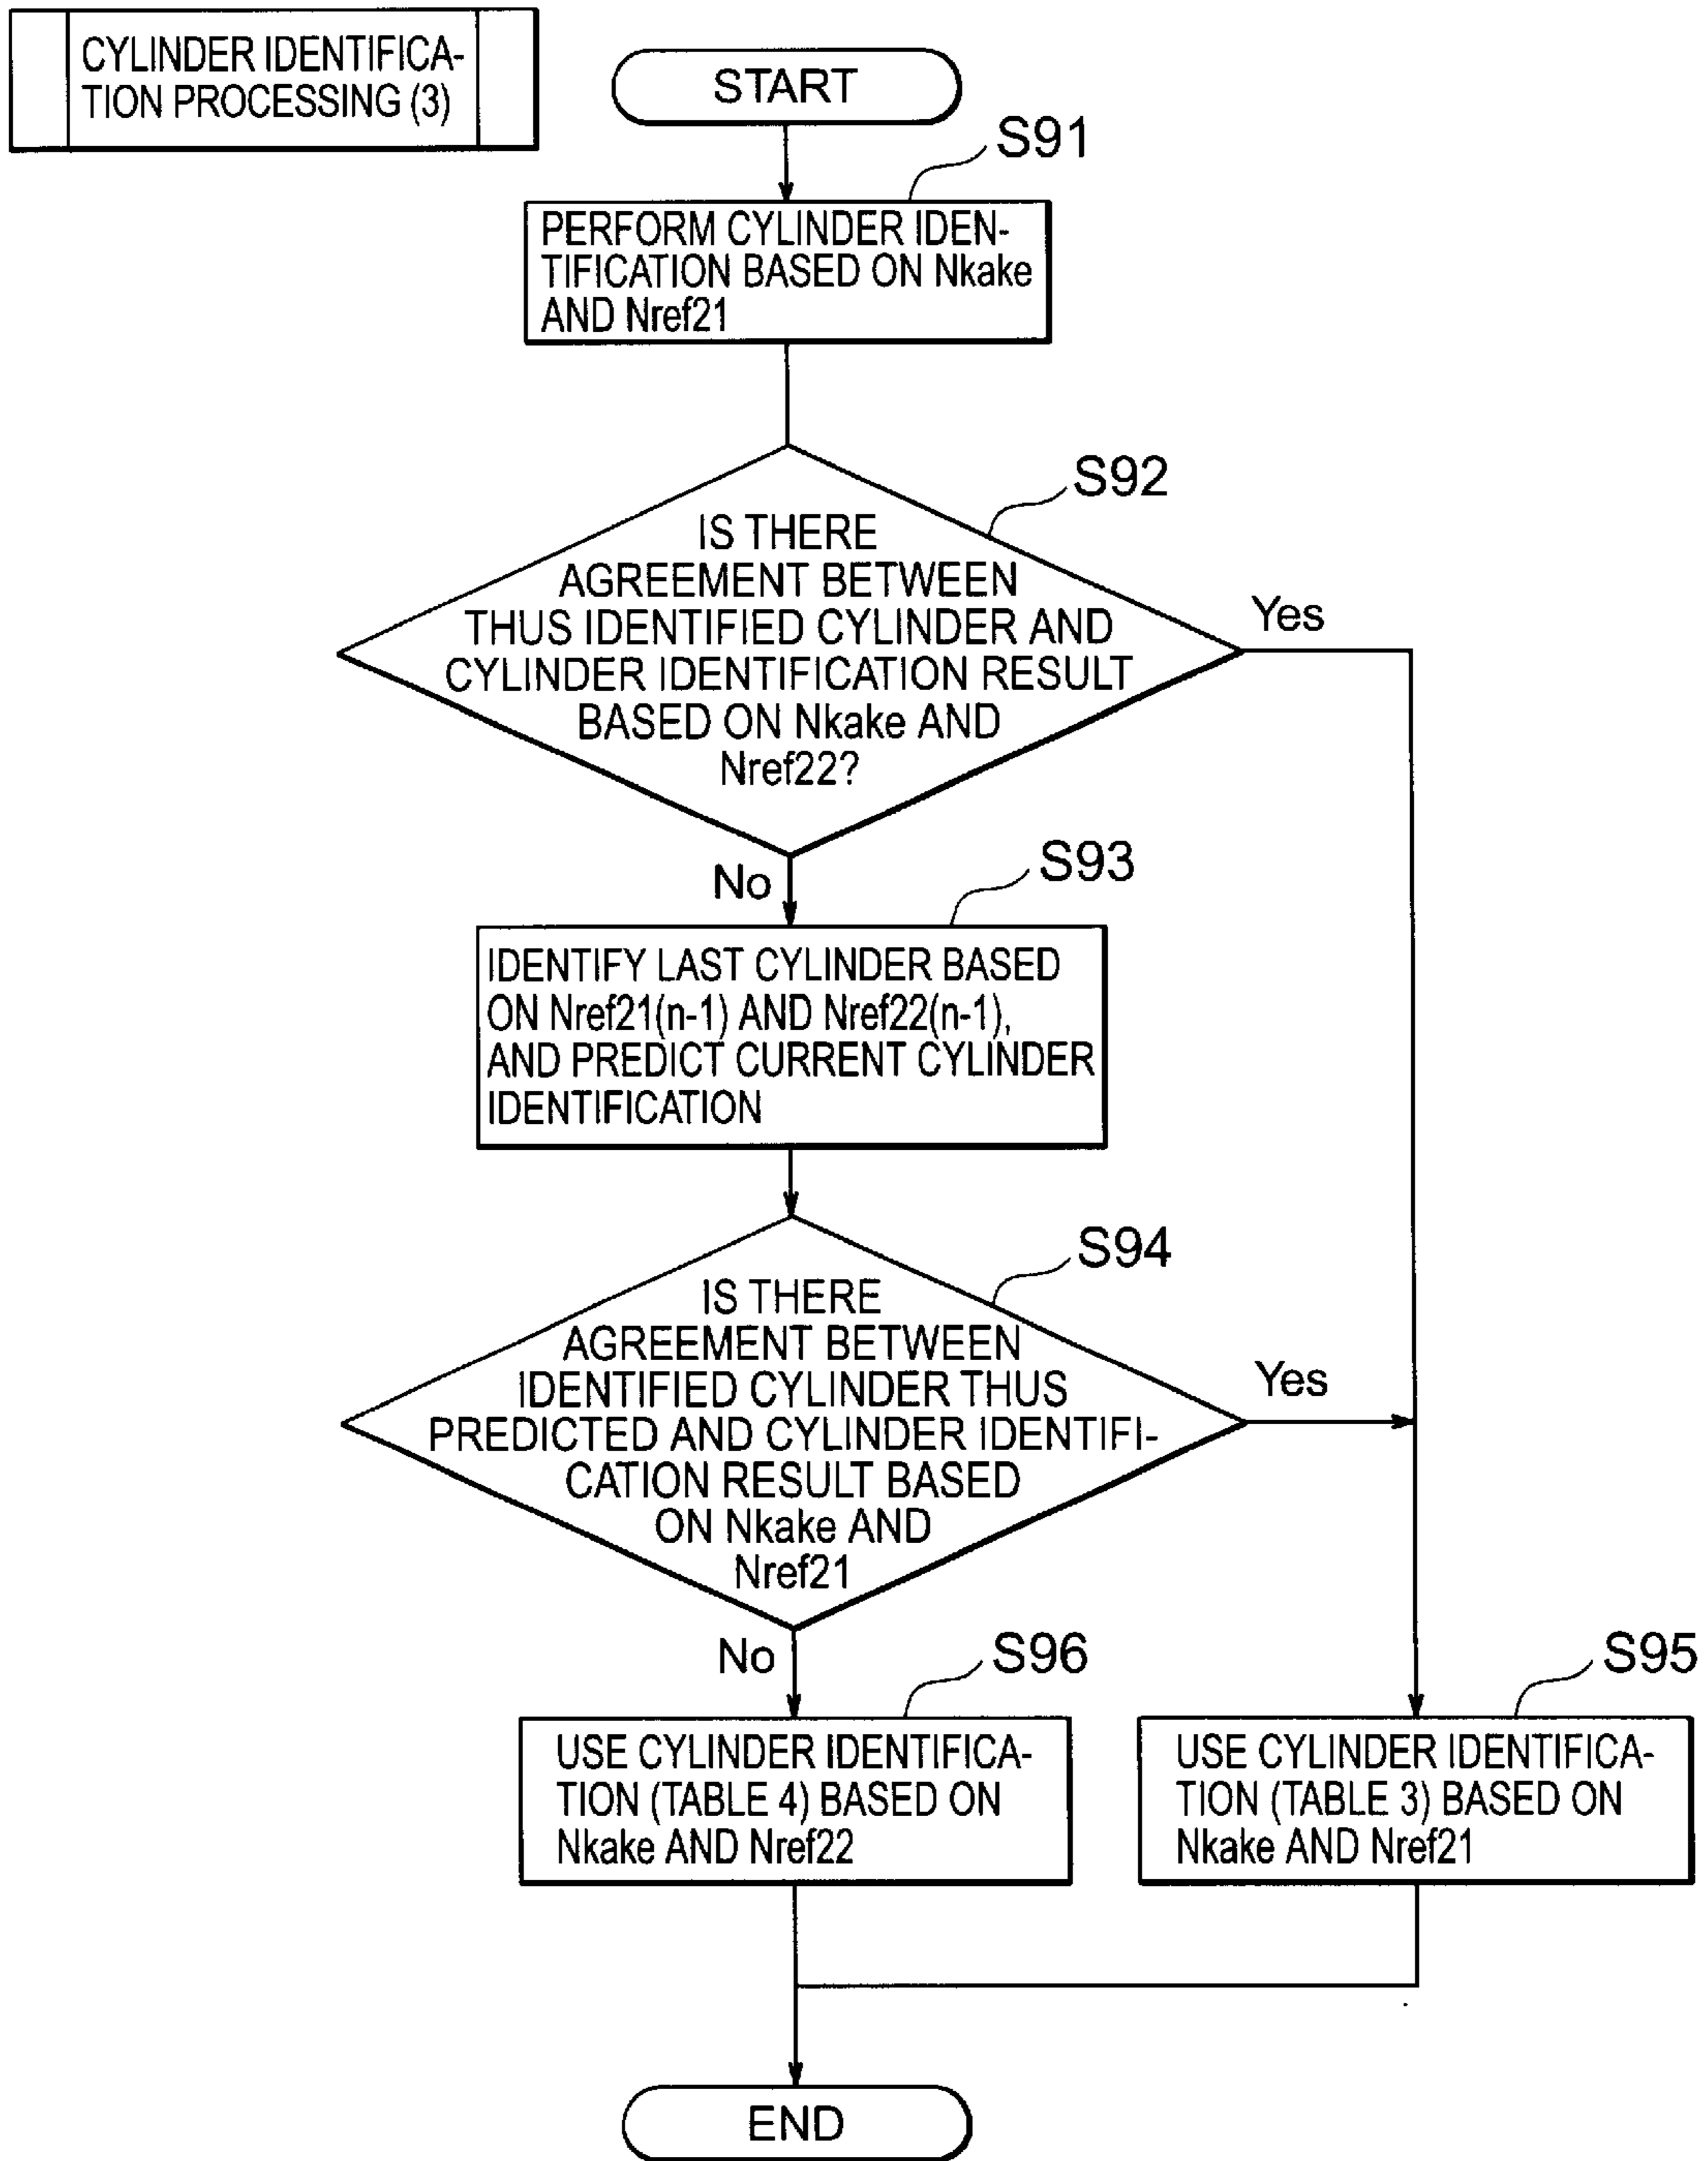 CYLINDER IDENTIFICA-
TION PROCESSING (3)
START
S91
PERFORM CYLINDER IDEN-
TIFICATION BASED ON Nkake
AND Nref21
S92
IS THERE
AGREEMENT BETWEEN
THUS IDENTIFIED CYLINDER AND
CYLINDER IDENTIFICATION RESULT
BASED ON Nkake AND
Nref22?
Yes
No
S93
IDENTIFY LAST CYLINDER BASED
ON Nref21(n-1) AND Nref22(n-1),
AND PREDICT CURRENT CYLINDER
IDENTIFICATION
S94
IS THERE
AGREEMENT BETWEEN
IDENTIFIED CYLINDER THUS
PREDICTED AND CYLINDER IDENTIFI-
CATION RESULT BASED
ON Nkake AND
Nref21
Yes
No
S96
USE CYLINDER IDENTIFICA-
TION (TABLE 4) BASED ON
Nkake AND Nref22
S95
USE CYLINDER IDENTIFICA-
TION (TABLE 3) BASED ON
Nkake AND Nref21
END